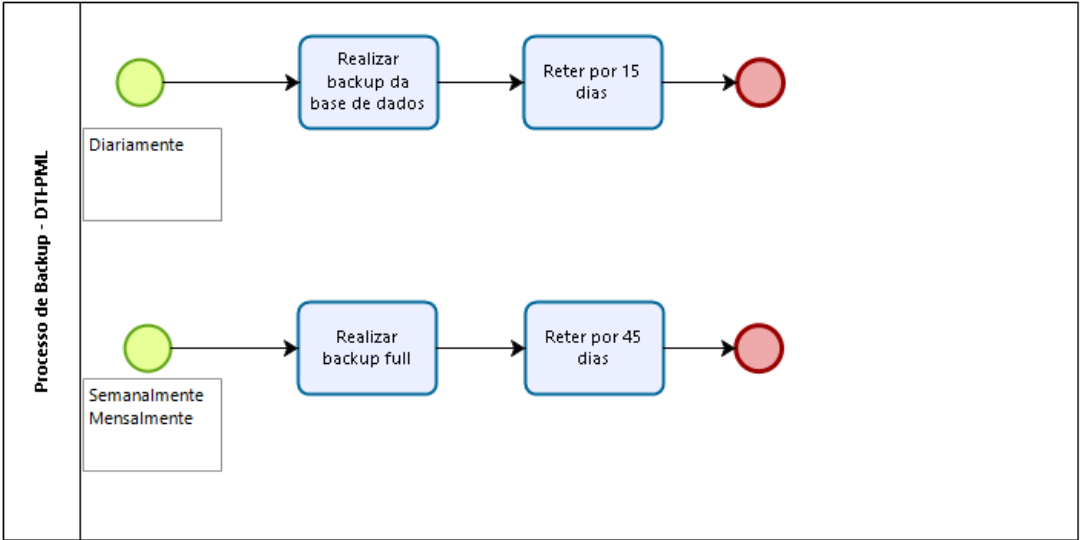 Processo de Backup - DTI-PML
Realizar
backup da
base de dados
Reter por 15
dias
Diariamente
Realizar
backup full
Reter por 45
dias
Semanalmente
Mensalmente